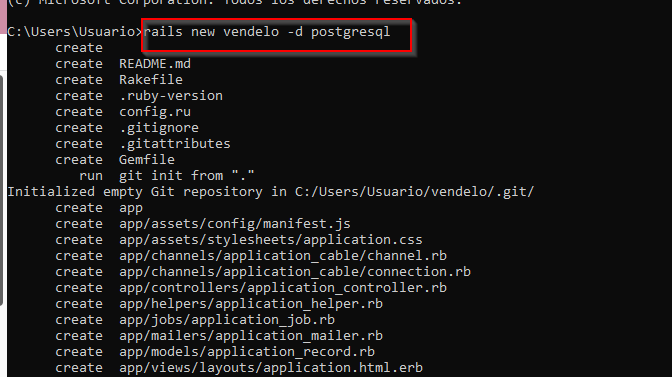 (c) Microsoft Corporation. Todos los derechos reservados.
C:\Users\Usuario>rails new vendelo -d postgresql
create
create README.md
create Rakefile
create .ruby-version
create config.ru
create .gitignore
create .gitattributes
create Gemfile
run git init from "."
Initialized empty Git repository in C:/Users/Usuario/vendelo/.git/
create app
create app/assets/config/manifest.js
create app/assets/stylesheets/application.css
create app/channels/application_cable/channel.rb
create app/channels/application_cable/connection.rb
create app/controllers/application_controller.rb
create app/helpers/application_helper.rb
create app/jobs/application_job.rb
create app/mailers/application_mailer.rb
create app/models/application_record.rb
create app/views/layouts/application.html.erb